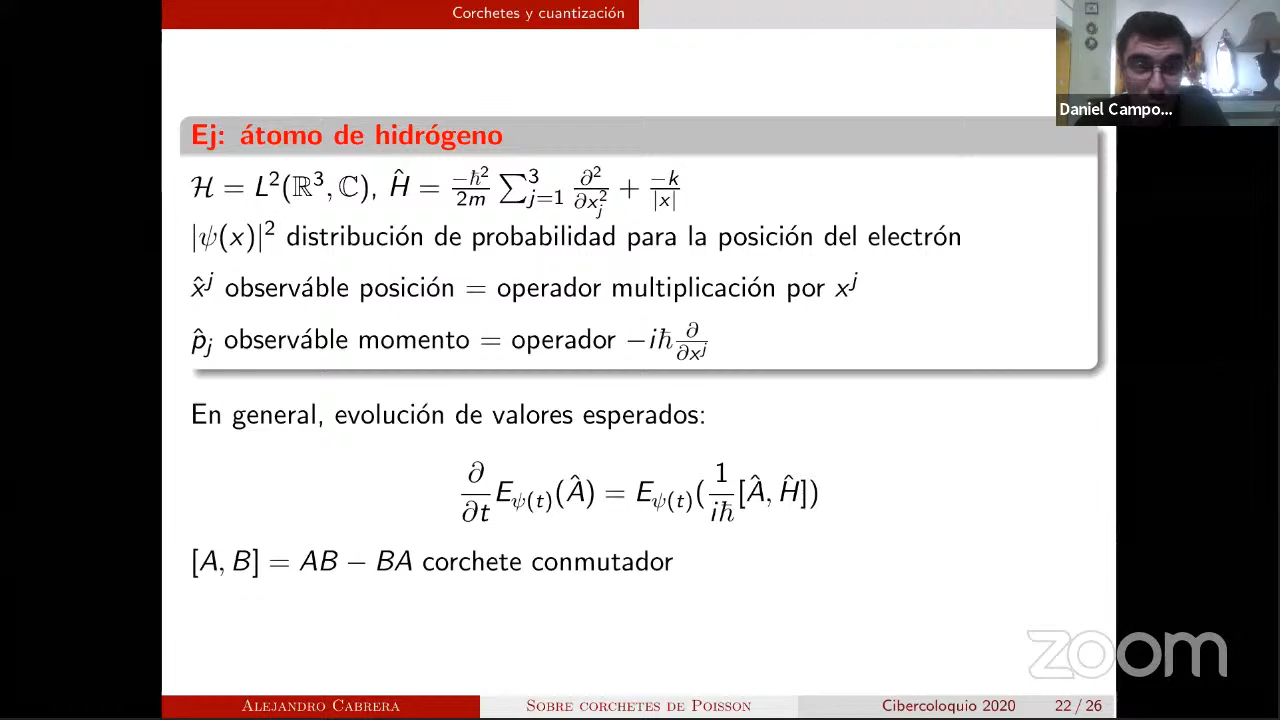 Corchetes y cuantización
Daniel Campo...
Ej: átomo de hidrógeno
ℋ = L²(ℝ³, ℂ), Ĥ = −ℏ²/2m ∑³ⱼ₌₁ ∂²/∂xⱼ² + −k/|x|
|ψ(x)|² distribución de probabilidad para la posición del electrón
x̂ʲ observáble posición = operador multiplicación por xʲ
p̂ⱼ observáble momento = operador −iℏ ∂/∂xʲ
En general, evolución de valores esperados:
∂/∂t E_ψ(t)(Â) = E_ψ(t)(1/iℏ [Â, Ĥ])
[A, B] = AB − BA corchete conmutador
zoom
Alejandro Cabrera
Sobre corchetes de Poisson
Cibercoloquio 2020
22 / 26